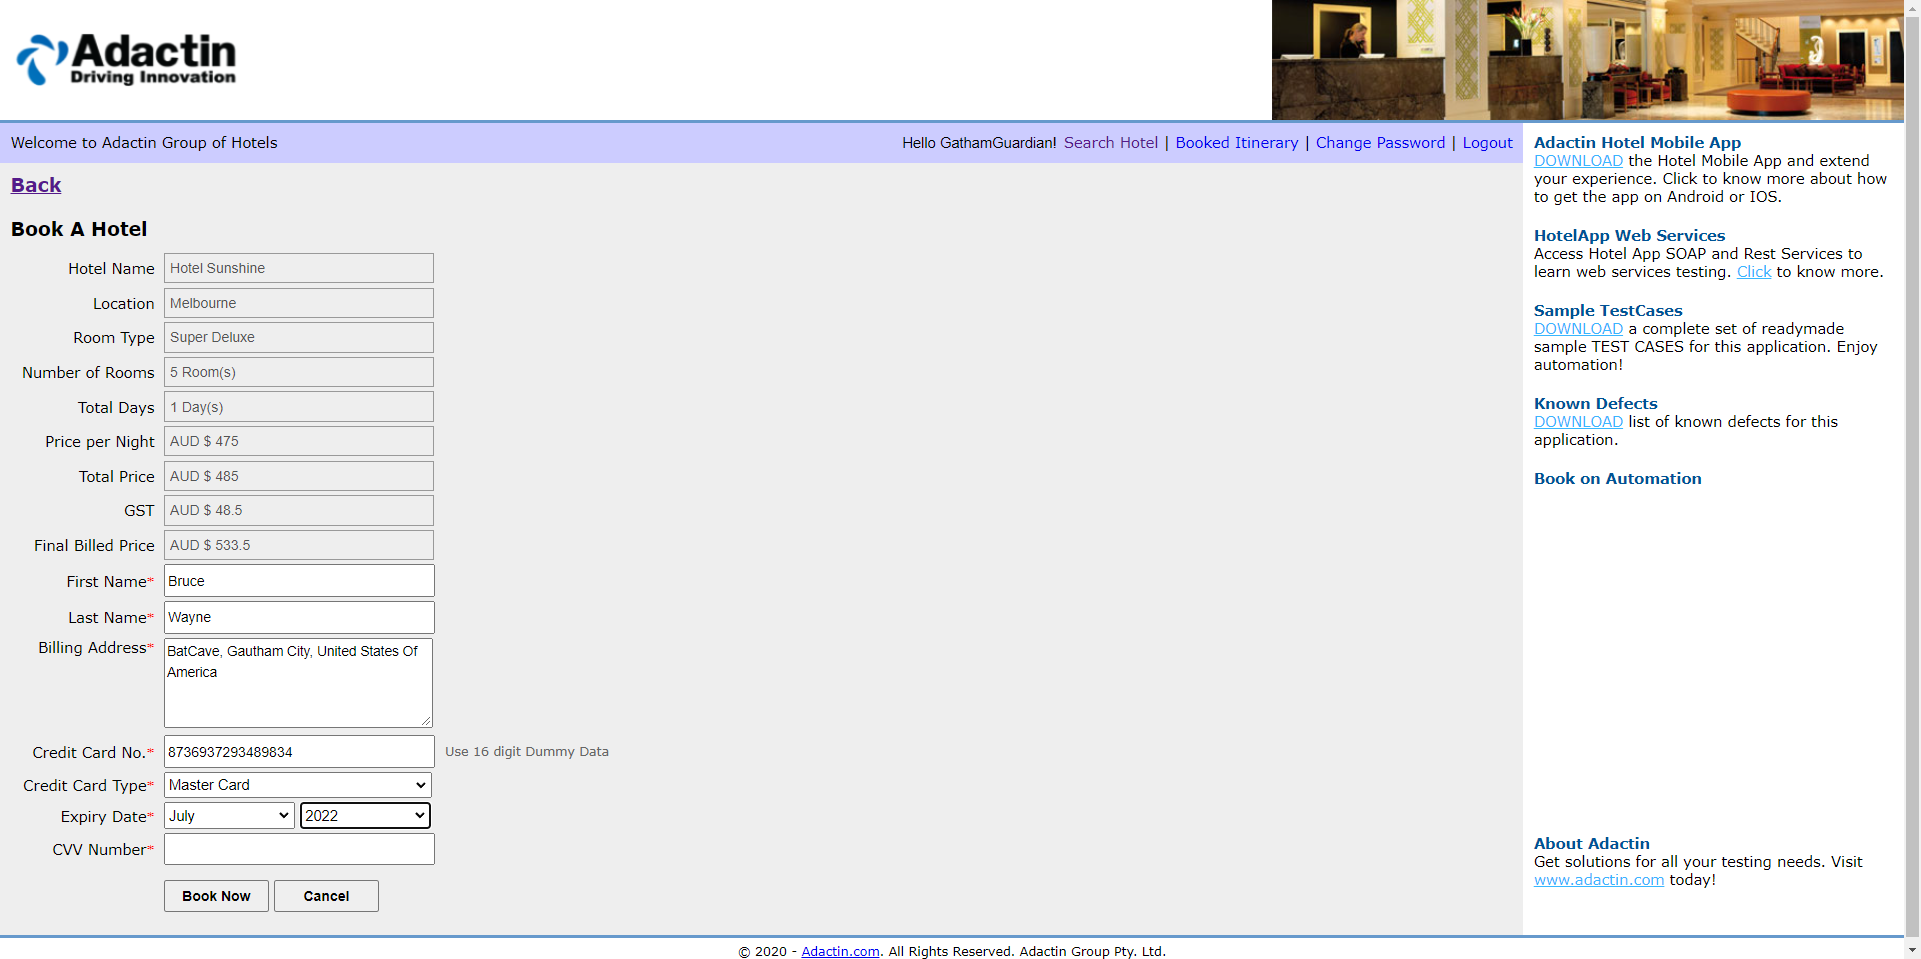 Adactin
Driving Innovation
Welcome to Adactin Group of Hotels
Hello GathamGuardian! Search Hotel | Booked Itinerary | Change Password | Logout
Back
Book A Hotel
Hotel Name Hotel Sunshine
Location Melbourne
Room Type Super Deluxe
Number of Rooms 5 Room(s)
Total Days 1 Day(s)
Price per Night AUD $ 475
Total Price AUD $ 485
GST AUD $ 48.5
Final Billed Price AUD $ 533.5
First Name* Bruce
Last Name* Wayne
Billing Address* BatCave, Gautham City, United States Of
America
Credit Card No.* 8736937293489834 Use 16 digit Dummy Data
Credit Card Type* Master Card
Expiry Date* July 2022
CVV Number*
Book Now Cancel
Adactin Hotel Mobile App
DOWNLOAD the Hotel Mobile App and extend
your experience. Click to know more about how
to get the app on Android or IOS.
HotelApp Web Services
Access Hotel App SOAP and Rest Services to
learn web services testing. Click to know more.
Sample TestCases
DOWNLOAD a complete set of readymade
sample TEST CASES for this application. Enjoy
automation!
Known Defects
DOWNLOAD list of known defects for this
application.
Book on Automation
About Adactin
Get solutions for all your testing needs. Visit
www.adactin.com today!
© 2020 - Adactin.com. All Rights Reserved. Adactin Group Pty. Ltd.